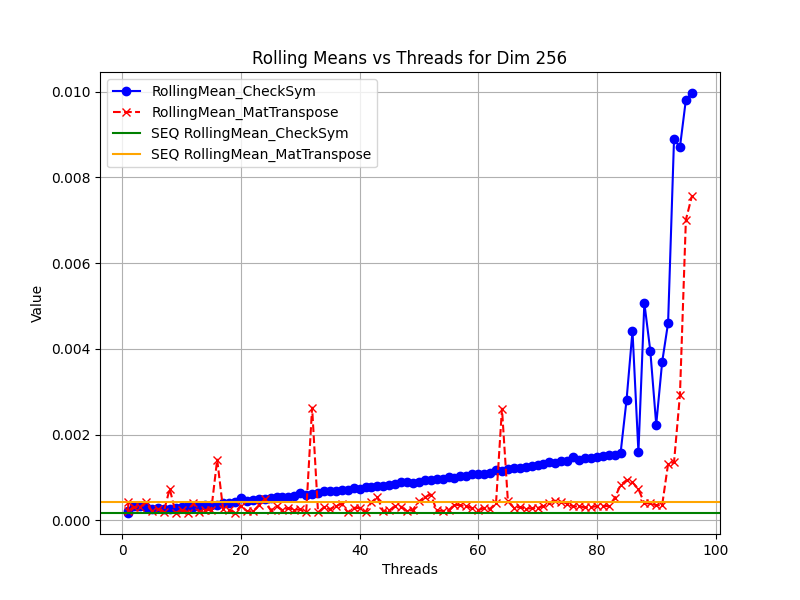 Rolling Means vs Threads for Dim 256
RollingMean_CheckSym
RollingMean_MatTranspose
SEQ RollingMean_CheckSym
SEQ RollingMean_MatTranspose
Value
0.010
0.008
0.006
0.004
0.002
0.000
0 20 40 60 80 100
Threads